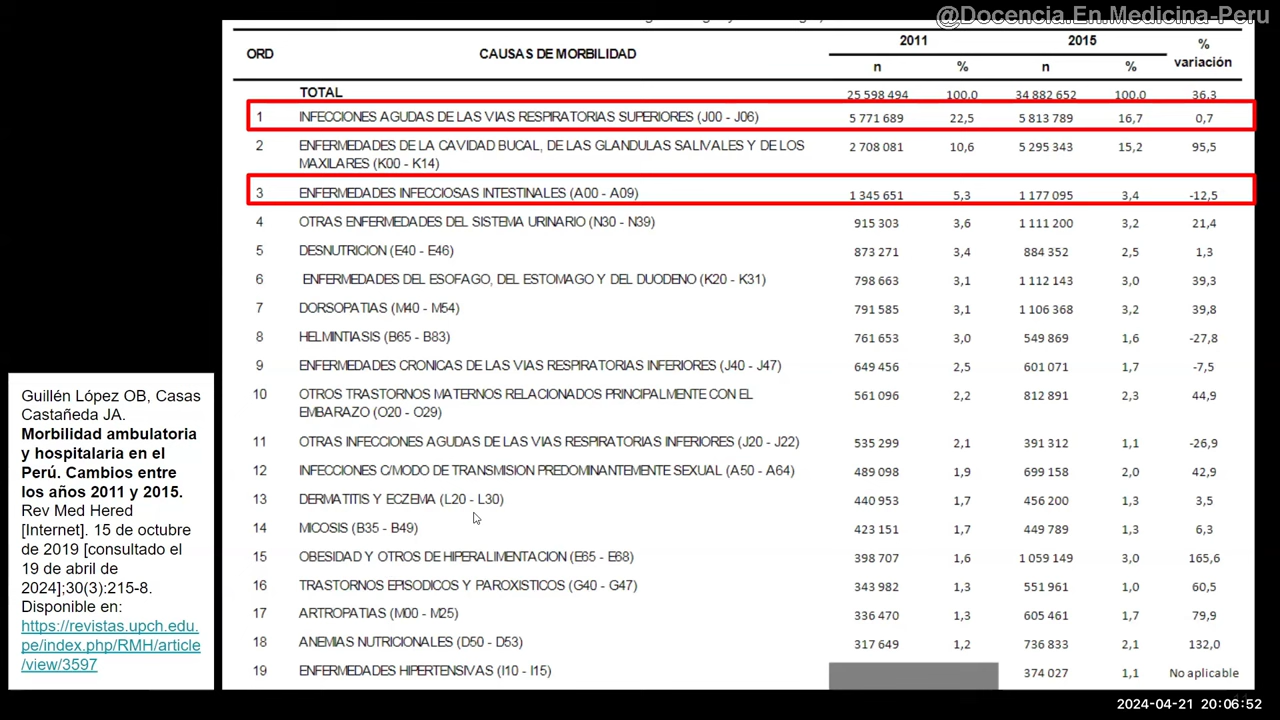 @Docencia.En.Medicina-Peru
ORD CAUSAS DE MORBILIDAD 2011 2015 % variación
n % n %
TOTAL 25 598 494 100,0 34 882 652 100,0 36,3
1 INFECCIONES AGUDAS DE LAS VIAS RESPIRATORIAS SUPERIORES (J00 - J06) 5 771 689 22,5 5 813 789 16,7 0,7
2 ENFERMEDADES DE LA CAVIDAD BUCAL, DE LAS GLANDULAS SALIVALES Y DE LOS
MAXILARES (K00 - K14) 2 708 081 10,6 5 295 343 15,2 95,5
3 ENFERMEDADES INFECCIOSAS INTESTINALES (A00 - A09) 1 345 651 5,3 1 177 095 3,4 -12,5
4 OTRAS ENFERMEDADES DEL SISTEMA URINARIO (N30 - N39) 915 303 3,6 1 111 200 3,2 21,4
5 DESNUTRICION (E40 - E46) 873 271 3,4 884 352 2,5 1,3
6 ENFERMEDADES DEL ESOFAGO, DEL ESTOMAGO Y DEL DUODENO (K20 - K31) 798 663 3,1 1 112 143 3,0 39,3
7 DORSOPATIAS (M40 - M54) 791 585 3,1 1 106 368 3,2 39,8
8 HELMINTIASIS (B65 - B83) 761 653 3,0 549 869 1,6 -27,8
9 ENFERMEDADES CRONICAS DE LAS VIAS RESPIRATORIAS INFERIORES (J40 - J47) 649 456 2,5 601 071 1,7 -7,5
10 OTROS TRASTORNOS MATERNOS RELACIONADOS PRINCIPALMENTE CON EL
EMBARAZO (O20 - O29) 561 096 2,2 812 891 2,3 44,9
11 OTRAS INFECCIONES AGUDAS DE LAS VIAS RESPIRATORIAS INFERIORES (J20 - J22) 535 299 2,1 391 312 1,1 -26,9
12 INFECCIONES C/MODO DE TRANSMISION PREDOMINANTEMENTE SEXUAL (A50 - A64) 489 098 1,9 699 158 2,0 42,9
13 DERMATITIS Y ECZEMA (L20 - L30) 440 953 1,7 456 200 1,3 3,5
14 MICOSIS (B35 - B49) 423 151 1,7 449 789 1,3 6,3
15 OBESIDAD Y OTROS DE HIPERALIMENTACION (E65 - E68) 398 707 1,6 1 059 149 3,0 165,6
16 TRASTORNOS EPISODICOS Y PAROXISTICOS (G40 - G47) 343 982 1,3 551 961 1,0 60,5
17 ARTROPATIAS (M00 - M25) 336 470 1,3 605 461 1,7 79,9
18 ANEMIAS NUTRICIONALES (D50 - D53) 317 649 1,2 736 833 2,1 132,0
19 ENFERMEDADES HIPERTENSIVAS (I10 - I15) 374 027 1,1 No aplicable
Guillén López OB, Casas
Castañeda JA.
Morbilidad ambulatoria
y hospitalaria en el
Perú. Cambios entre
los años 2011 y 2015.
Rev Med Hered
[Internet]. 15 de octubre
de 2019 [consultado el
19 de abril de
2024];30(3):215-8.
Disponible en:
https://revistas.upch.edu.
pe/index.php/RMH/article
/view/3597
2024-04-21 20:06:52